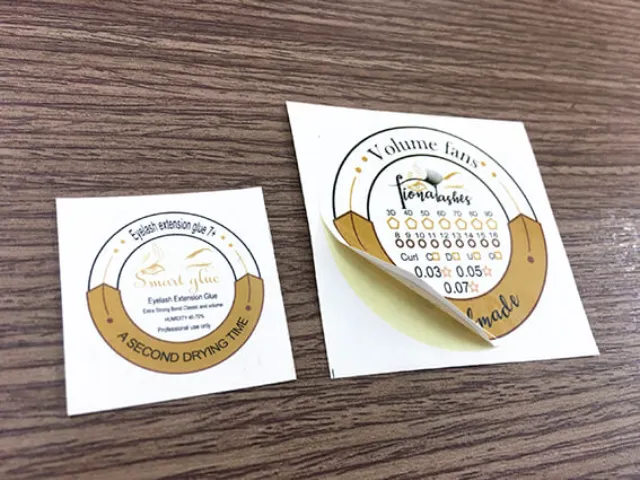 Eyelash extension glue 7+
Smart glue
Eyelash Extension Glue
Extra Strong Bond Classic and volume
HUMIDITY 40-70%
Professional use only
A SECOND DRYING TIME
Volume fans
fiona lashes
3D 4D 5D 6D 7D 8D 9D
8 9 10 11 12 13 14 15 16
Curl C D U
0.03 0.05
0.07
made